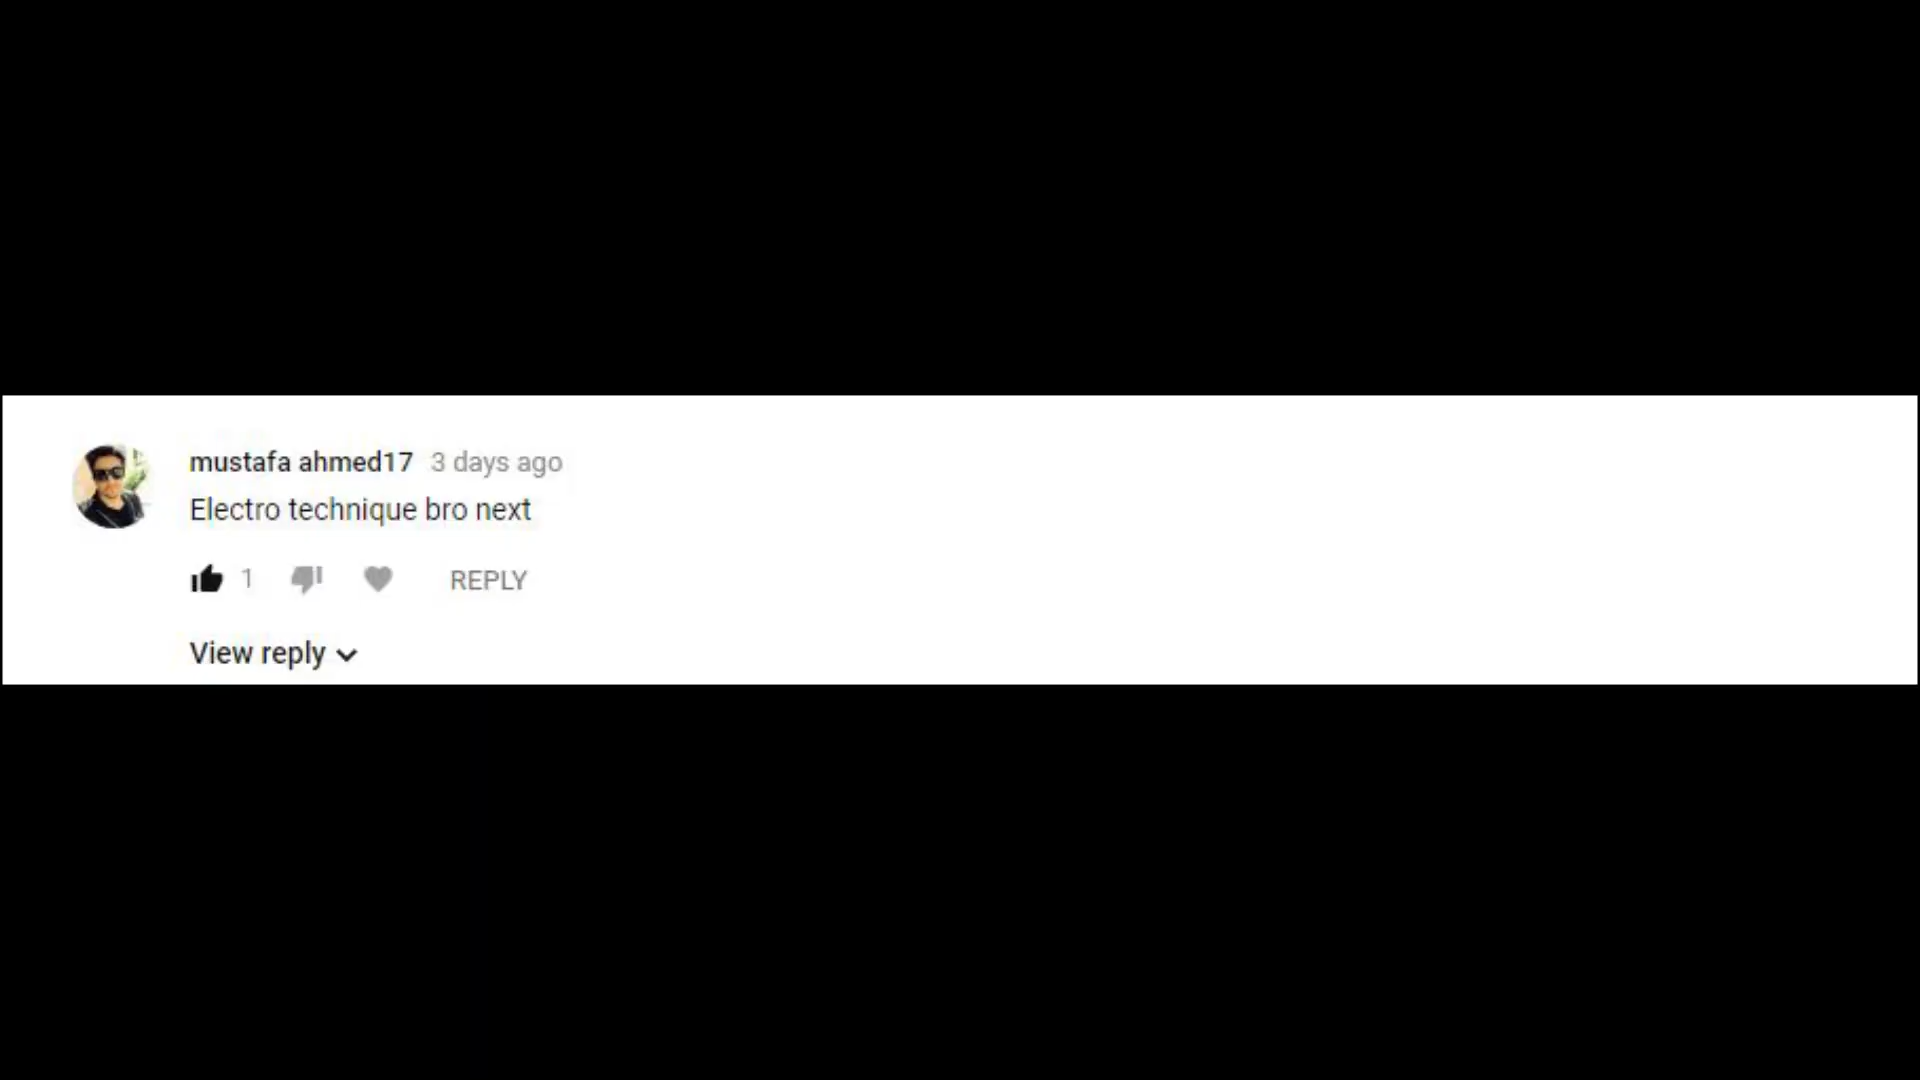 mustafa ahmed17 3 days ago
Electro technique bro next
1 REPLY
View reply